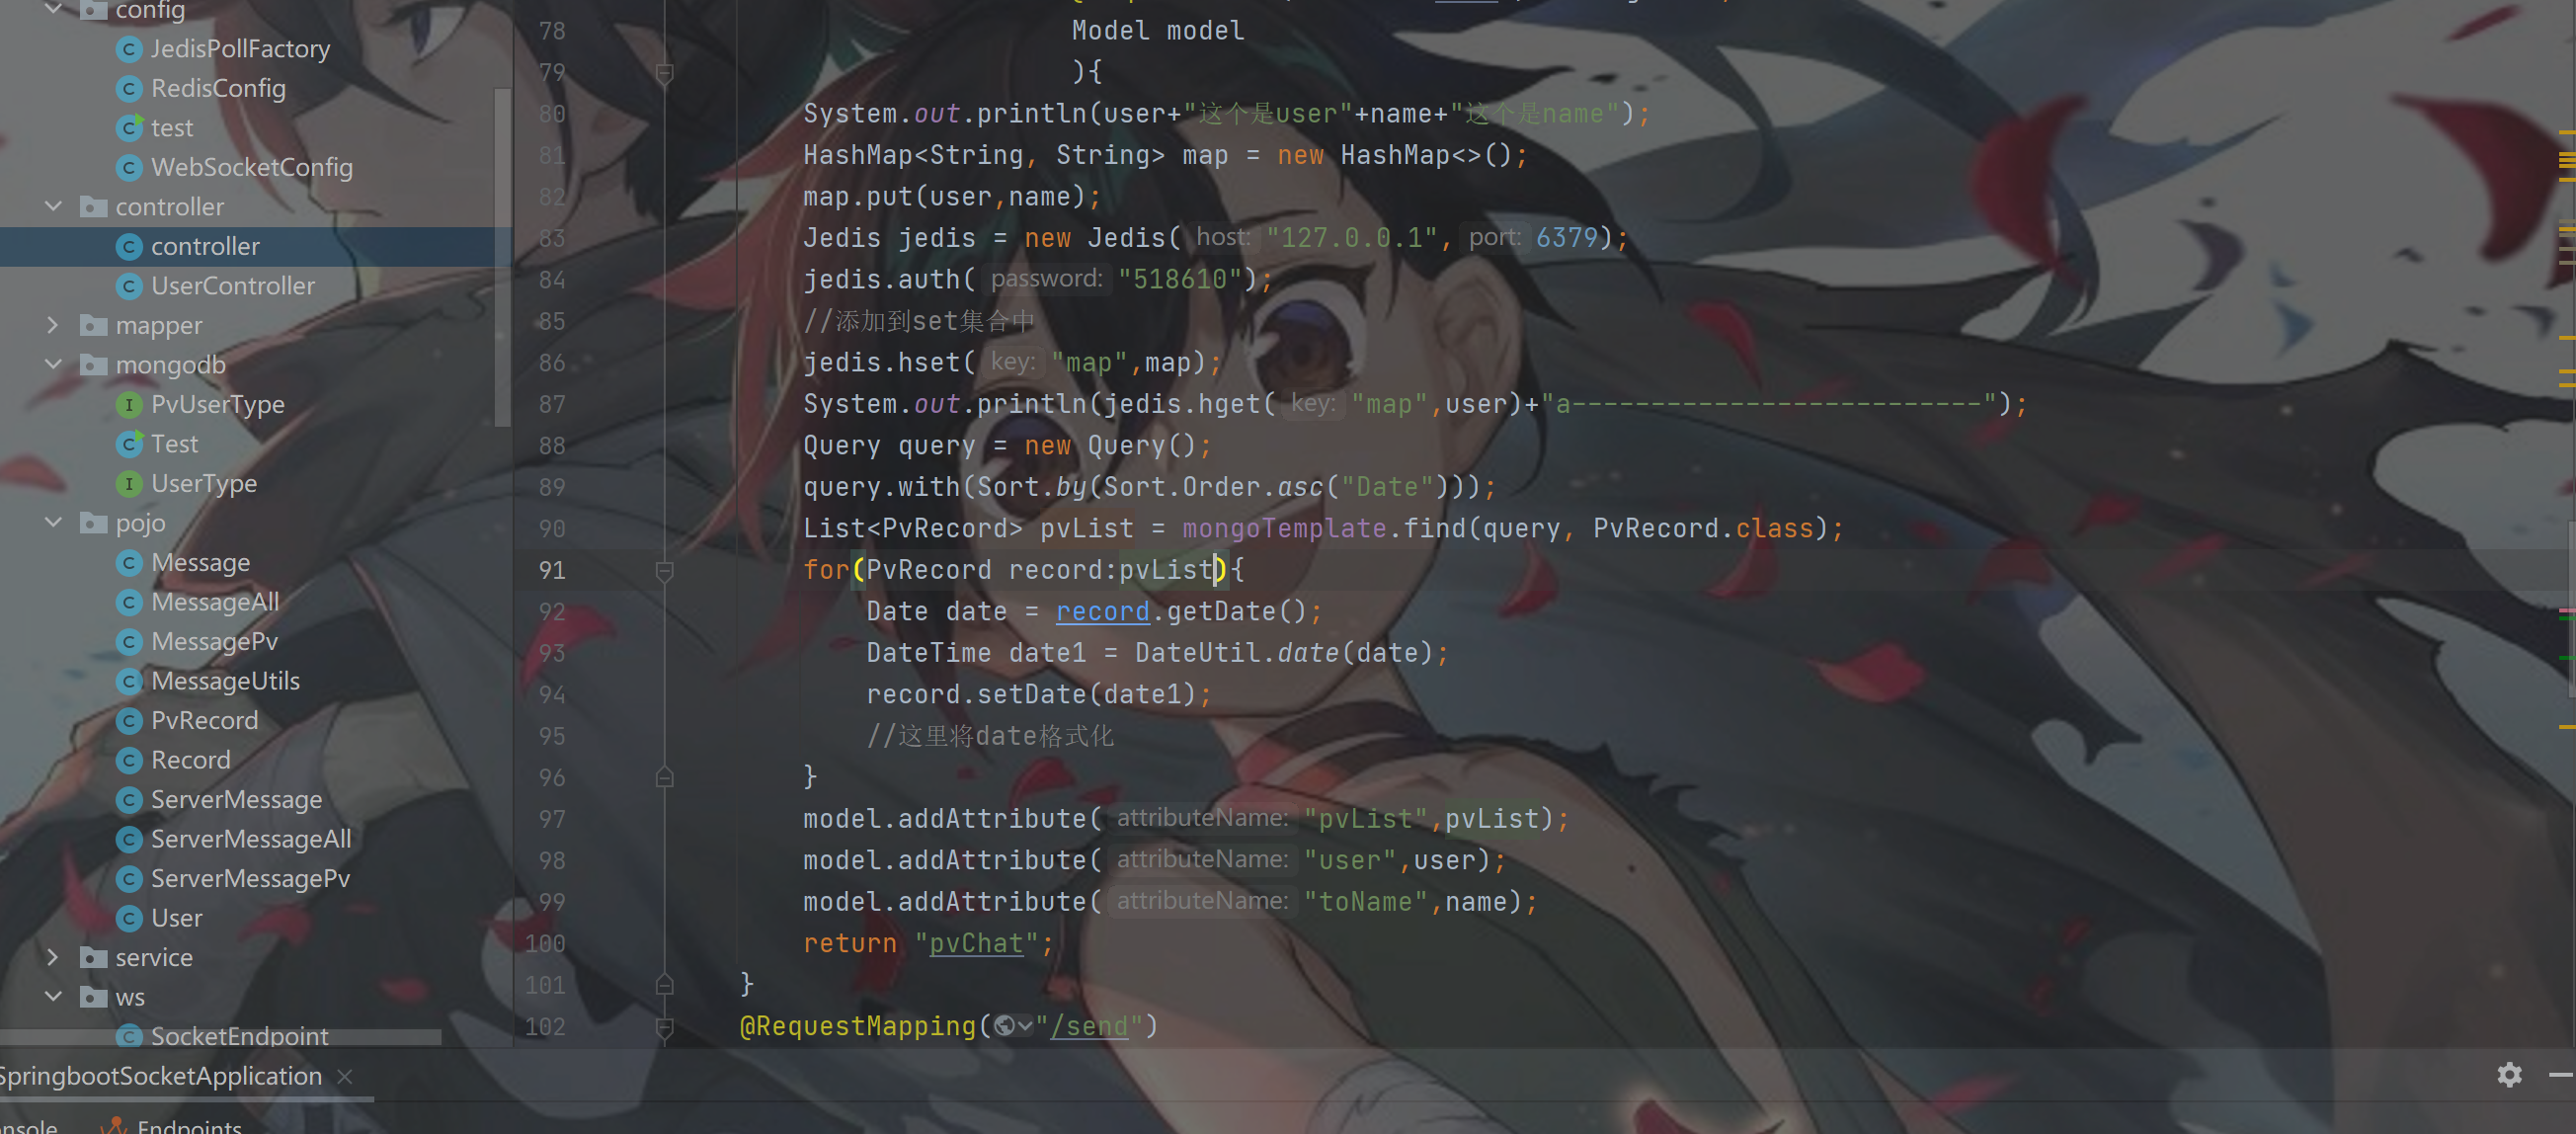 config
JedisPollFactory
RedisConfig
test
WebSocketConfig
controller
controller
UserController
mapper
mongodb
PvUserType
Test
UserType
pojo
Message
MessageAll
MessagePv
MessageUtils
PvRecord
Record
ServerMessage
ServerMessageAll
ServerMessagePv
User
service
ws
SocketEndpoint
78 Model model
79 ){
80 System.out.println(user+"这个是user"+name+"这个是name");
81 HashMap<String, String> map = new HashMap<>();
82 map.put(user,name);
83 Jedis jedis = new Jedis( host: "127.0.0.1", port: 6379);
84 jedis.auth( password: "518610");
85 //添加到set集合中
86 jedis.hset( key: "map",map);
87 System.out.println(jedis.hget( key: "map",user)+"a--------------------------");
88 Query query = new Query();
89 query.with(Sort.by(Sort.Order.asc("Date")));
90 List<PvRecord> pvList = mongoTemplate.find(query, PvRecord.class);
91 for(PvRecord record:pvList){
92 Date date = record.getDate();
93 DateTime date1 = DateUtil.date(date);
94 record.setDate(date1);
95 //这里将date格式化
96 }
97 model.addAttribute( attributeName: "pvList",pvList);
98 model.addAttribute( attributeName: "user",user);
99 model.addAttribute( attributeName: "toName",name);
100 return "pvChat";
101 }
102 @RequestMapping("/send")
SpringbootSocketApplication
onsole Endpoints